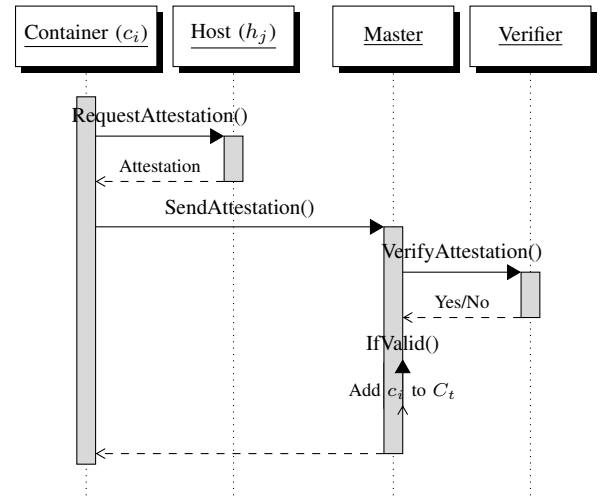 Container (c_i)
Host (h_j)
Master
Verifier
RequestAttestation()
Attestation
SendAttestation()
VerifyAttestation()
Yes/No
IfValid()
Add c_i to C_t